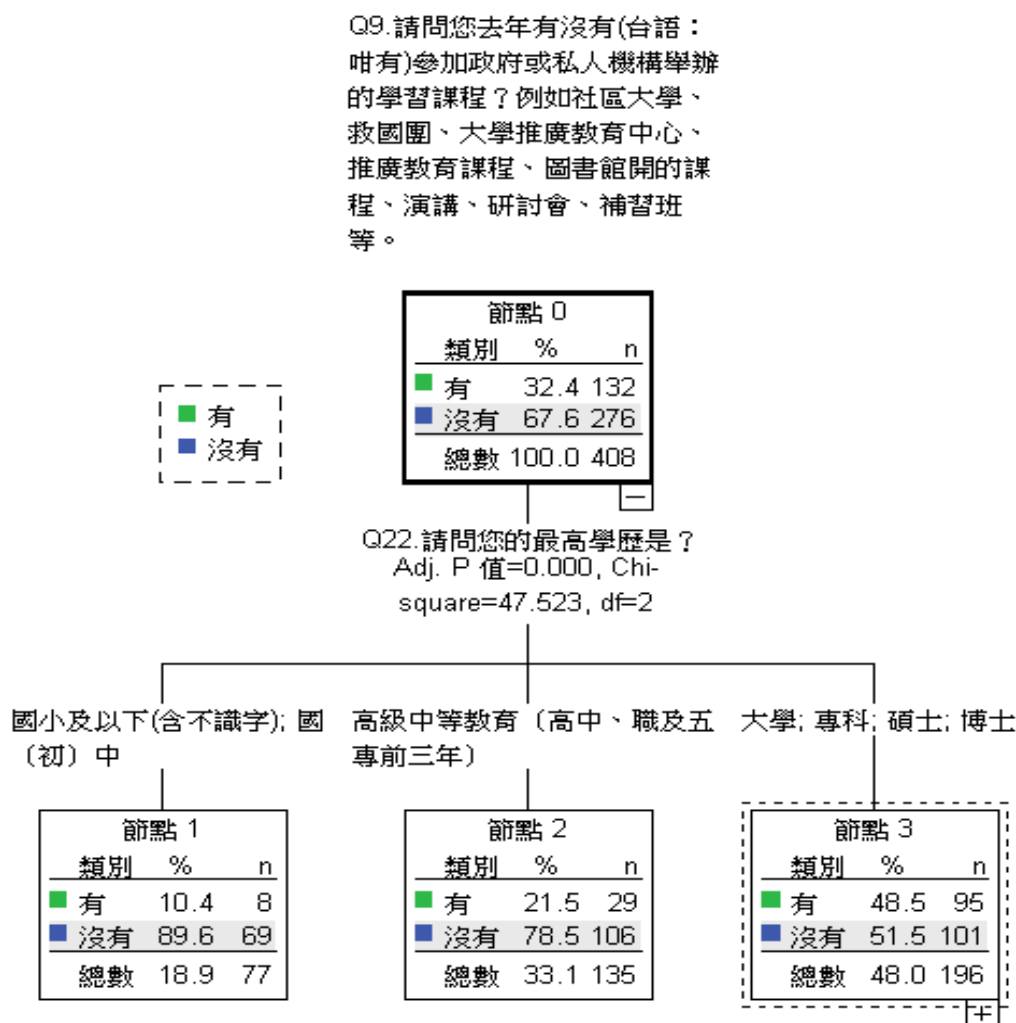 Q9.請問您去年有沒有(台語：
咁有)參加政府或私人機構舉辦
的學習課程？例如社區大學、
救國團、大學推廣教育中心、
推廣教育課程、圖書館開的課
程、演講、研討會、補習班
等。
節點 0
類別 % n
有 32.4 132
沒有 67.6 276
總數 100.0 408
有
沒有
Q22.請問您的最高學歷是？
Adj. P 值=0.000, Chi-
square=47.523, df=2
國小及以下(含不識字); 國
〔初〕中
高級中等教育〔高中、職及五
專前三年〕
大學; 專科; 碩士; 博士
節點 1
類別 % n
有 10.4 8
沒有 89.6 69
總數 18.9 77
節點 2
類別 % n
有 21.5 29
沒有 78.5 106
總數 33.1 135
節點 3
類別 % n
有 48.5 95
沒有 51.5 101
總數 48.0 196